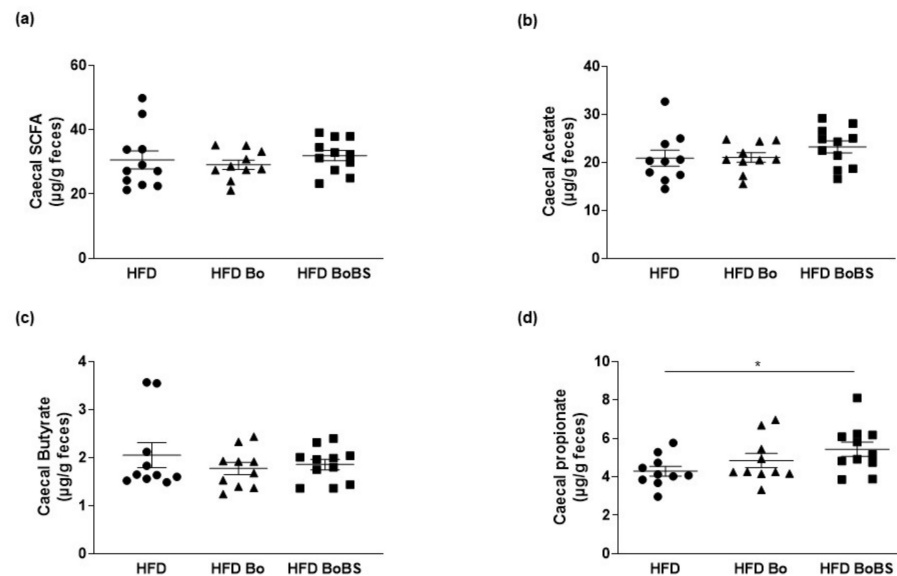 (a)
Caecal SCFA
(µg/g feces)
60
40
20
0
HFD HFD Bo HFD BoBS
(b)
Caecal Acetate
(µg/g feces)
40
30
20
10
0
HFD HFD Bo HFD BoBS
(c)
Caecal Butyrate
(µg/g feces)
4
3
2
1
0
HFD HFD Bo HFD BoBS
(d)
Caecal propionate
(µg/g feces)
10
8
6
4
2
0
*
HFD HFD Bo HFD BoBS